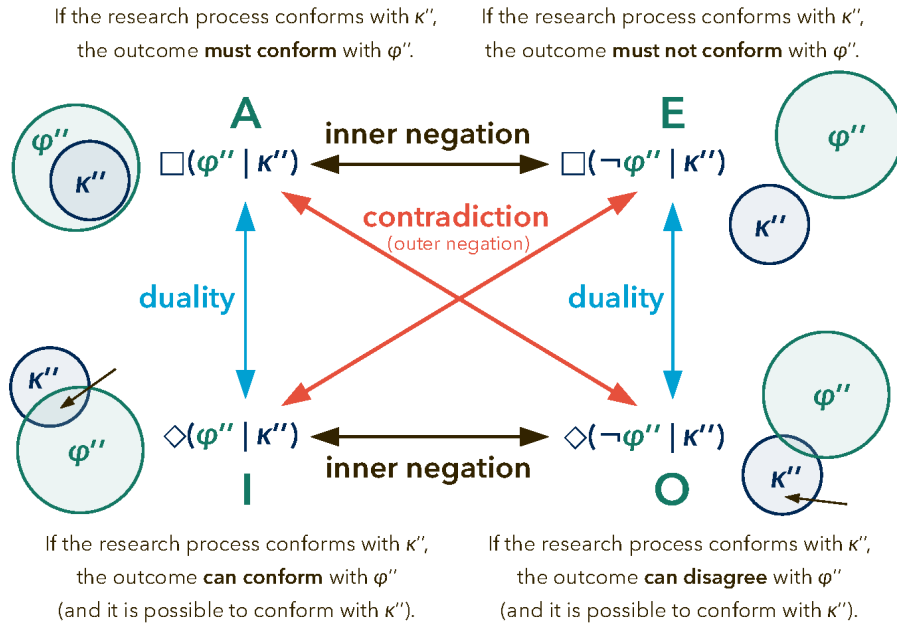 If the research process conforms with κ′′,
the outcome must conform with φ′′.
If the research process conforms with κ′′,
the outcome must not conform with φ′′.
A
E
inner negation
φ′′
κ′′
□(φ′′ | κ′′)
□(¬φ′′ | κ′′)
φ′′
κ′′
contradiction
(outer negation)
duality
duality
κ′′
φ′′
◇(φ′′ | κ′′)
◇(¬φ′′ | κ′′)
φ′′
κ′′
inner negation
I
O
If the research process conforms with κ′′,
the outcome can conform with φ′′
(and it is possible to conform with κ′′).
If the research process conforms with κ′′,
the outcome can disagree with φ′′
(and it is possible to conform with κ′′).